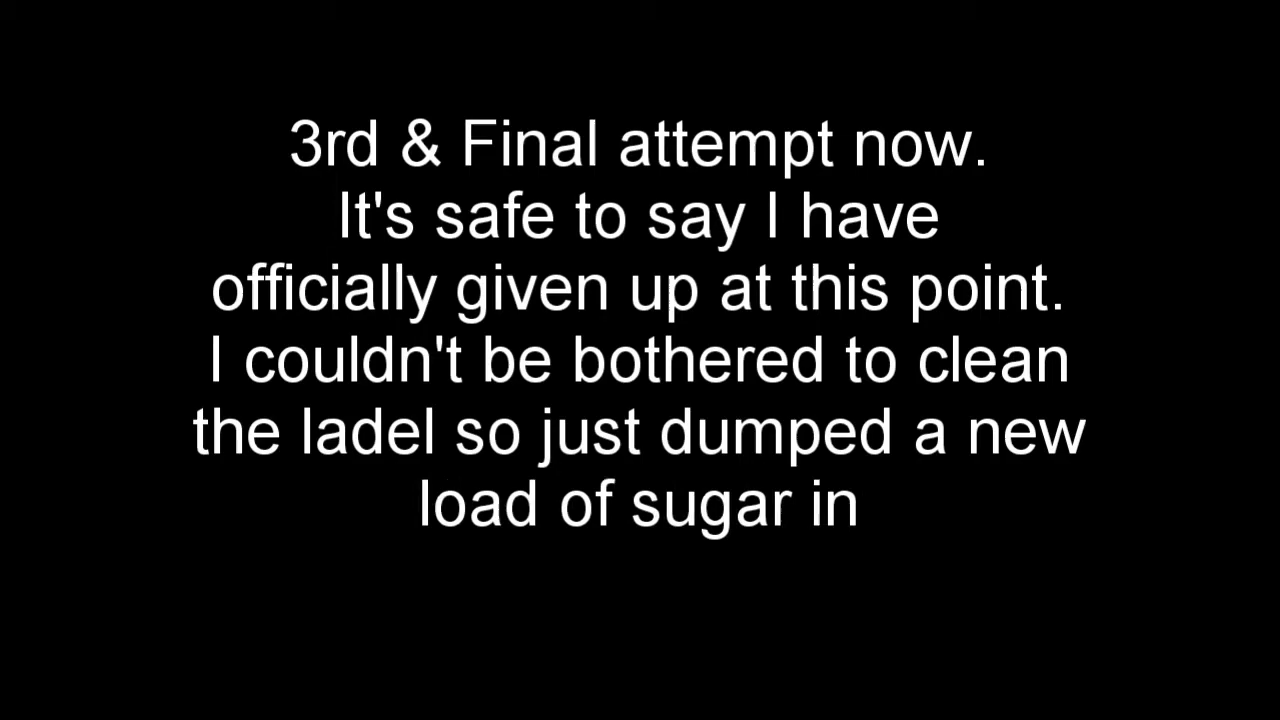 3rd & Final attempt now.
It's safe to say I have
officially given up at this point.
I couldn't be bothered to clean
the ladel so just dumped a new
load of sugar in